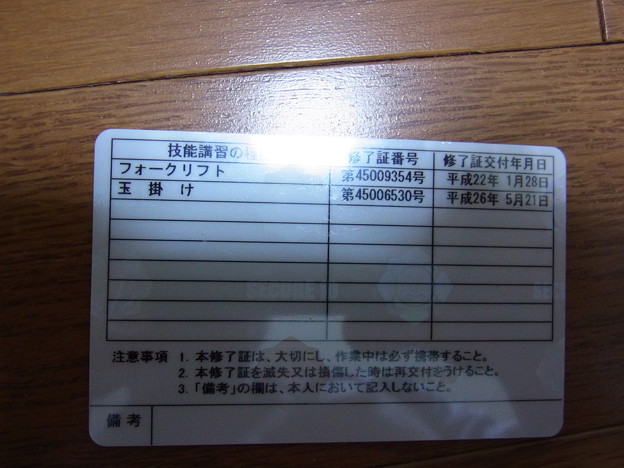 技能講習の種 修了証番号 修了証交付年月日
フォークリフト 第45009354号 平成22年 1月28日
玉掛け 第45006530号 平成26年 5月21日
SECURE
SE
注意事項 1. 本修了証は、大切にし、作業中は必ず携帯すること。
2. 本修了証を滅失又は損傷した時は再交付をうけること。
3. 「備考」の欄は、本人において記入しないこと。
備考